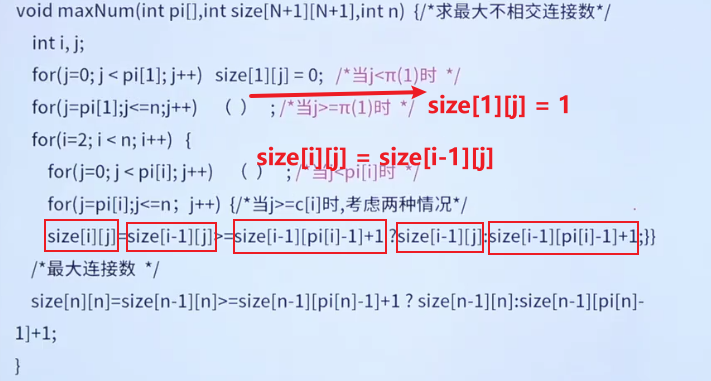 void maxNum(int pi[],int size[N+1][N+1],int n) {/*求最大不相交连接数*/
int i, j;
for(j=0; j < pi[1]; j++) size[1][j] = 0; /*当j<π(1)时 */
for(j=pi[1];j<=n;j++) （ ） ; /*当j>=π(1)时 */ size[1][j] = 1
for(i=2; i < n; i++) {
size[i][j] = size[i-1][j]
for(j=0; j < pi[i]; j++) （ ） ; /*当j<pi[i]时 */
for(j=pi[i];j<=n；j++) {/*当j>=c[i]时,考虑两种情况*/
size[i][j]=size[i-1][j]>=size[i-1][pi[i]-1]+1 ?size[i-1][j]:size[i-1][pi[i]-1]+1;}}
/*最大连接数 */
size[n][n]=size[n-1][n]>=size[n-1][pi[n]-1]+1 ? size[n-1][n]:size[n-1][pi[n]-
1]+1;
}